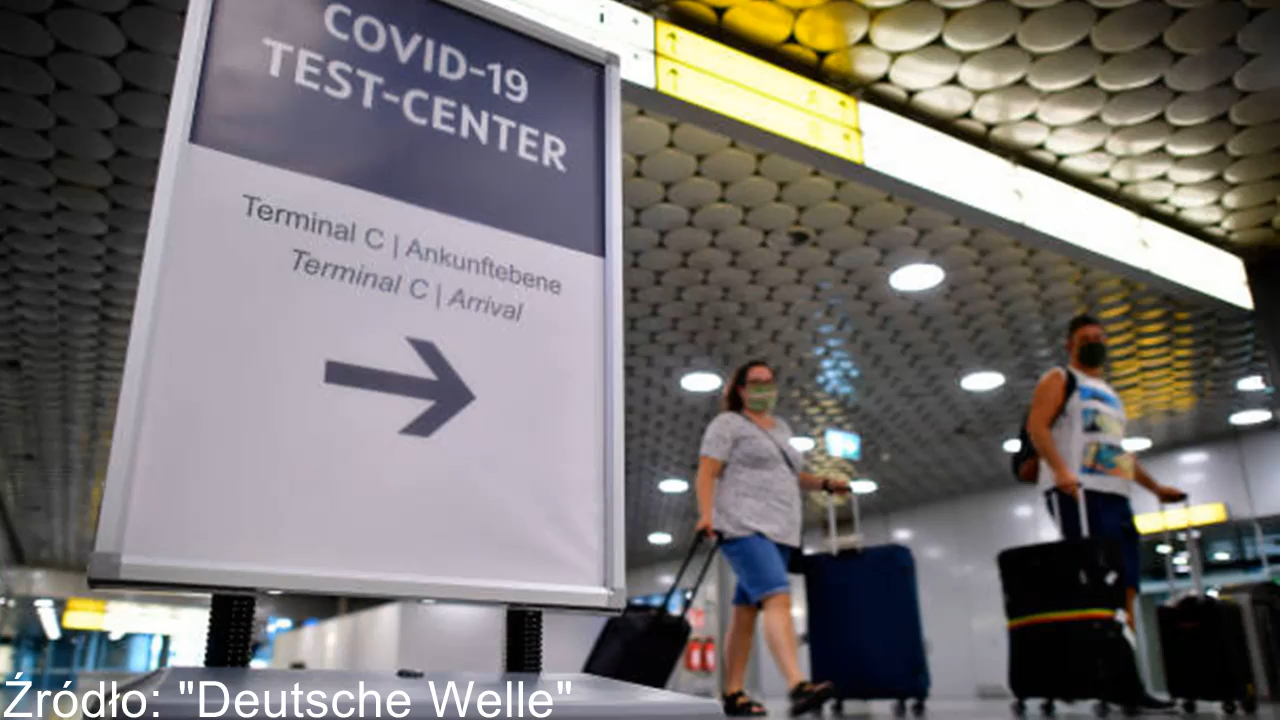 COVID-19
TEST-CENTER
Terminal C | Ankunftebene
Terminal C | Arrival
Źródło: "Deutsche Welle"